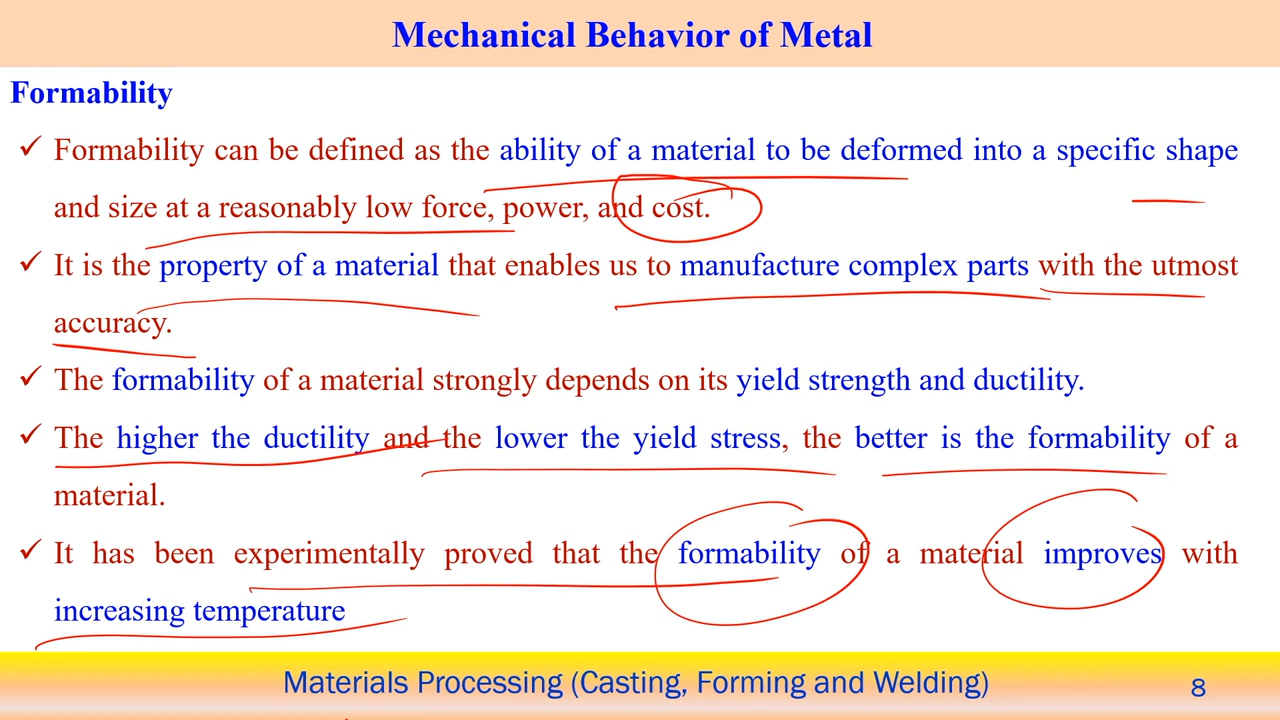 Mechanical Behavior of Metal
Formability
✓ Formability can be defined as the ability of a material to be deformed into a specific shape
and size at a reasonably low force, power, and cost.
✓ It is the property of a material that enables us to manufacture complex parts with the utmost
accuracy.
✓ The formability of a material strongly depends on its yield strength and ductility.
✓ The higher the ductility and the lower the yield stress, the better is the formability of a
material.
✓ It has been experimentally proved that the formability of a material improves with
increasing temperature
Materials Processing (Casting, Forming and Welding)
8